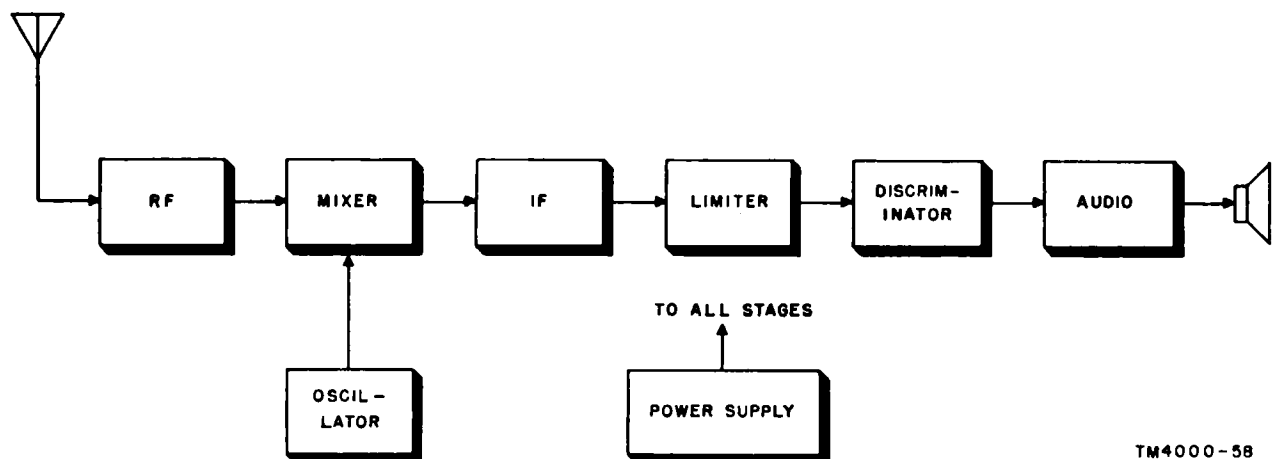 RF
MIXER
IF
LIMITER
DISCRIM-
INATOR
AUDIO
TO ALL STAGES
OSCIL-
LATOR
POWER SUPPLY
TM4000-58